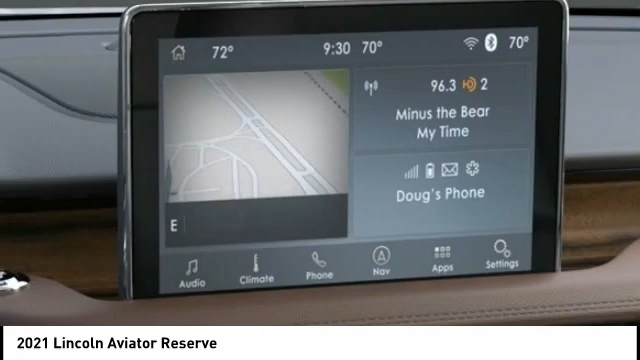 72° 9:30 70° 70°
96.3 HD 2
Minus the Bear
My Time
Doug's Phone
E
Audio Climate Phone Nav Apps Settings
2021 Lincoln Aviator Reserve